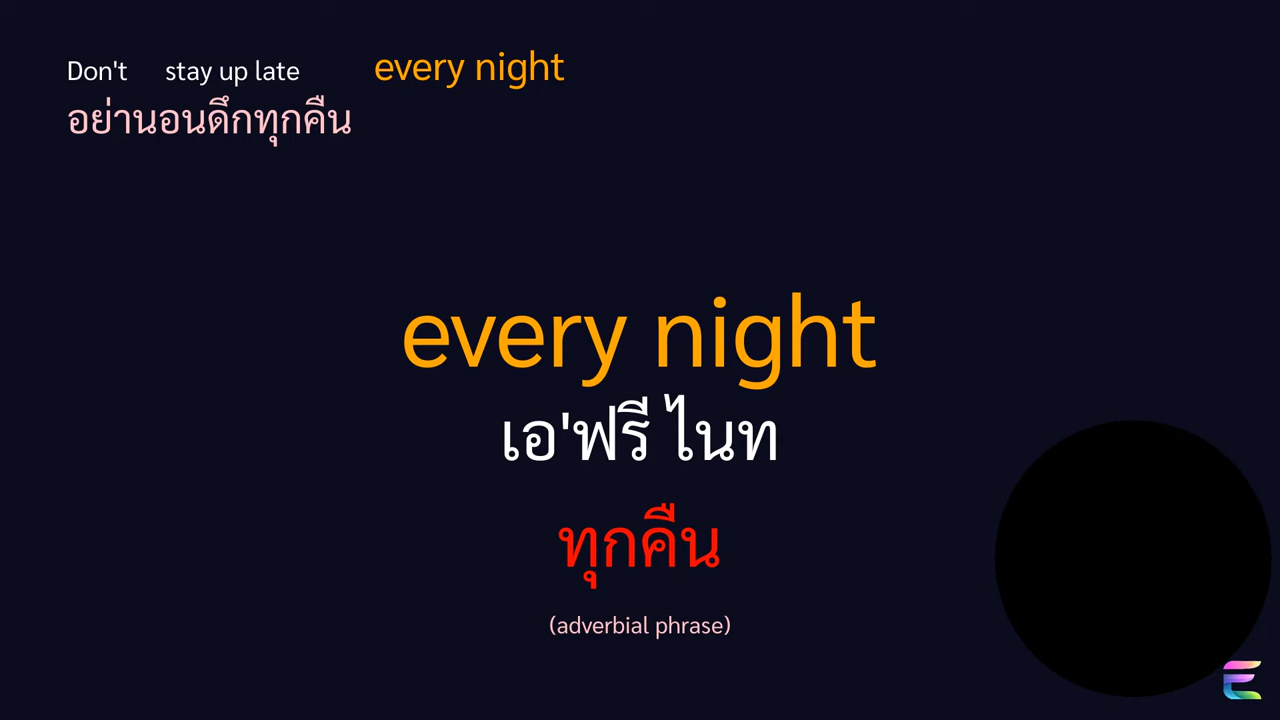 Don't stay up late every night
อย่านอนดึกทุกคืน
every night
เอ'ฟรี ไนท
ทุกคืน
(adverbial phrase)